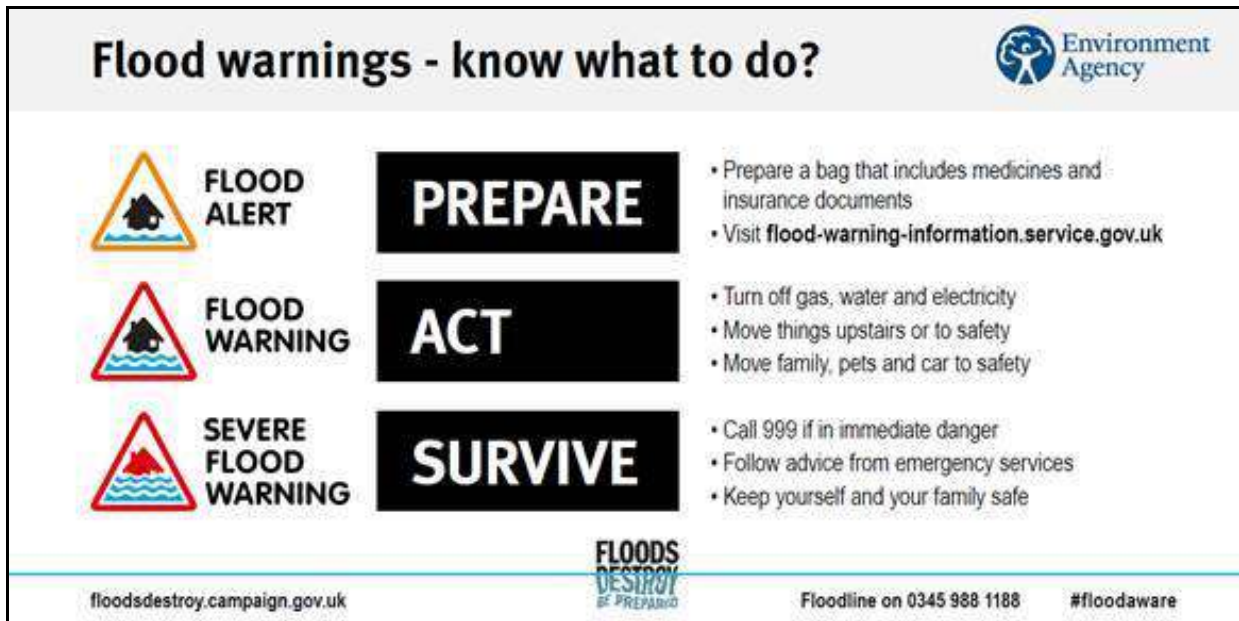 Flood warnings - know what to do?
Environment
Agency
FLOOD
ALERT
PREPARE
• Prepare a bag that includes medicines and
insurance documents
• Visit flood-warning-information.service.gov.uk
FLOOD
WARNING
ACT
• Turn off gas, water and electricity
• Move things upstairs or to safety
• Move family, pets and car to safety
SEVERE
FLOOD
WARNING
SURVIVE
• Call 999 if in immediate danger
• Follow advice from emergency services
• Keep yourself and your family safe
FLOODS
DESTROY
BE PREPARED
floodsdestroy.campaign.gov.uk
Floodline on 0345 988 1188
#floodaware